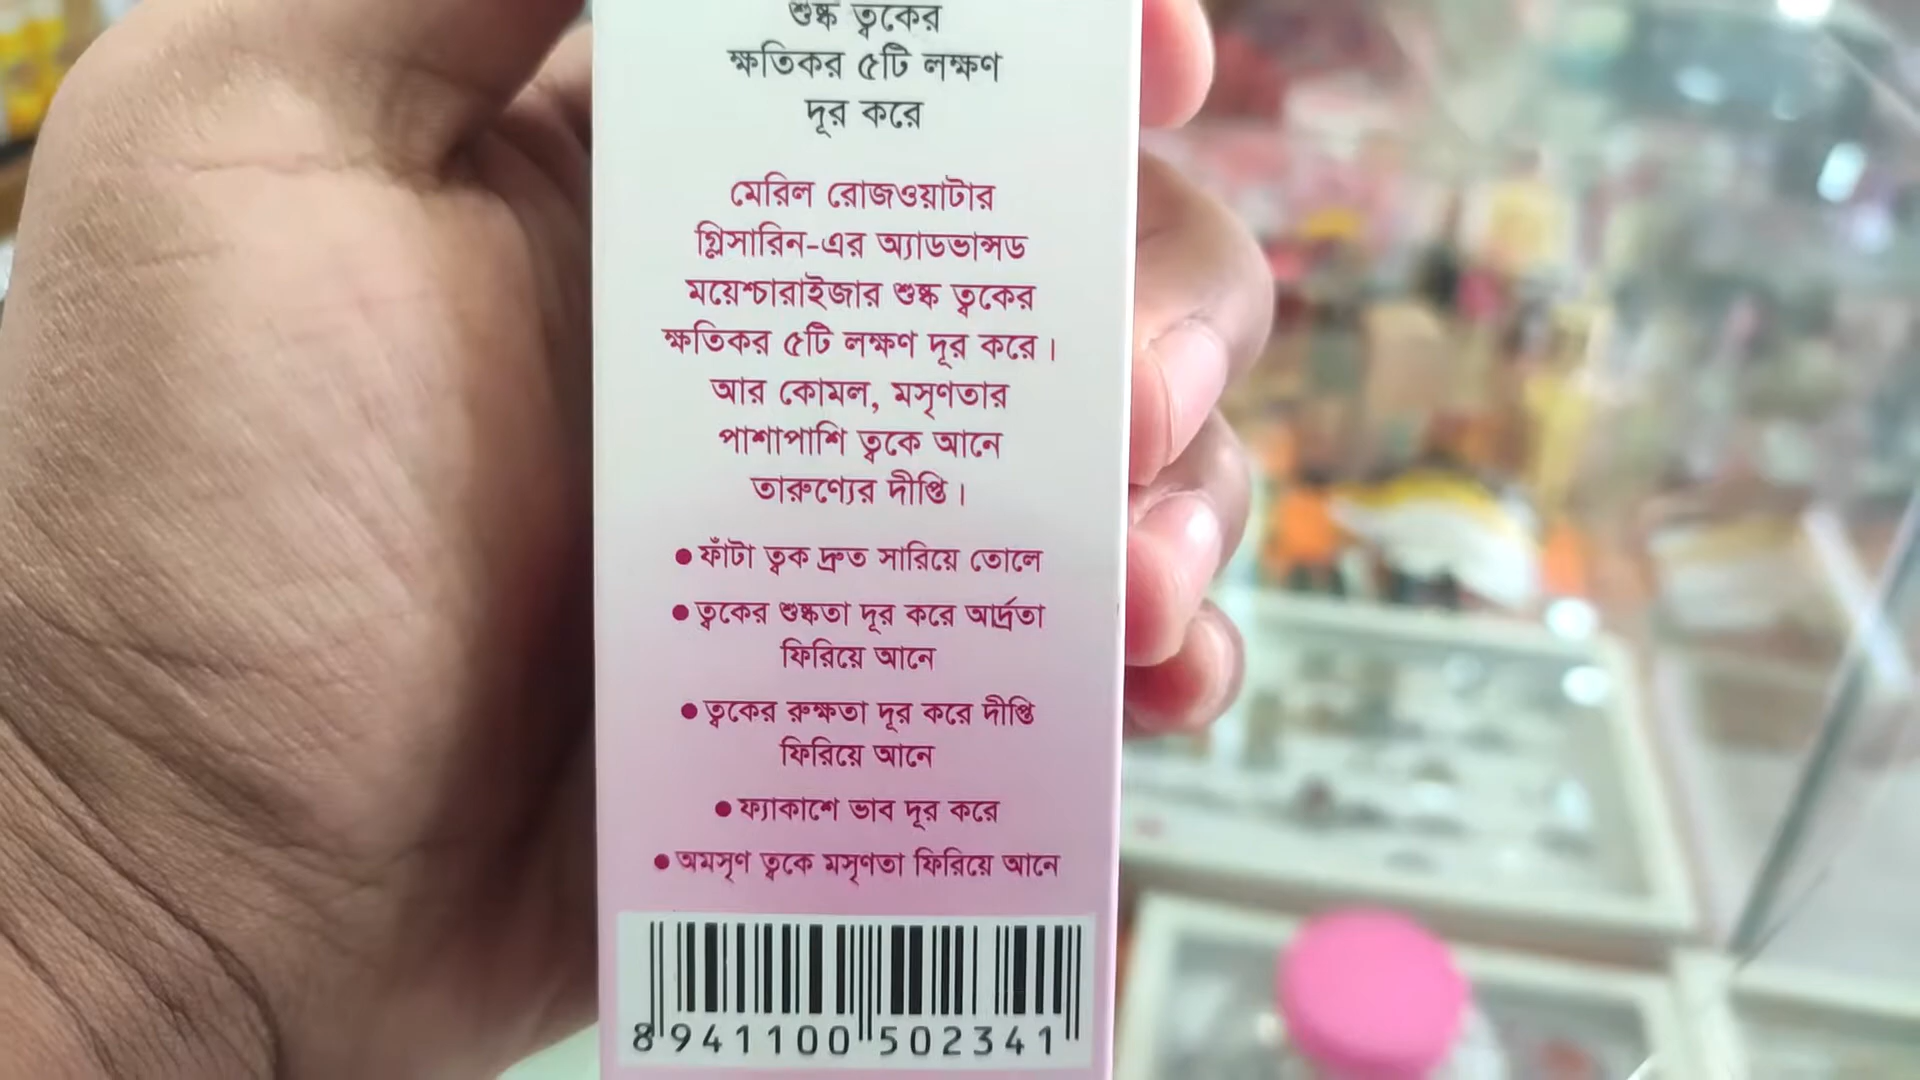 শুষ্ক ত্বকের
ক্ষতিকর ৫টি লক্ষণ
দূর করে
মেরিল রোজওয়াটার
গ্লিসারিন-এর অ্যাডভান্সড
ময়েশ্চারাইজার শুষ্ক ত্বকের
ক্ষতিকর ৫টি লক্ষণ দূর করে।
আর কোমল, মসৃণতার
পাশাপাশি ত্বকে আনে
তারুণ্যের দীপ্তি।
● ফাঁটা ত্বক দ্রুত সারিয়ে তোলে
● ত্বকের শুষ্কতা দূর করে আর্দ্রতা
ফিরিয়ে আনে
● ত্বকের রুক্ষতা দূর করে দীপ্তি
ফিরিয়ে আনে
● ফ্যাকাশে ভাব দূর করে
● অমসৃণ ত্বকে মসৃণতা ফিরিয়ে আনে
8 941100 502341